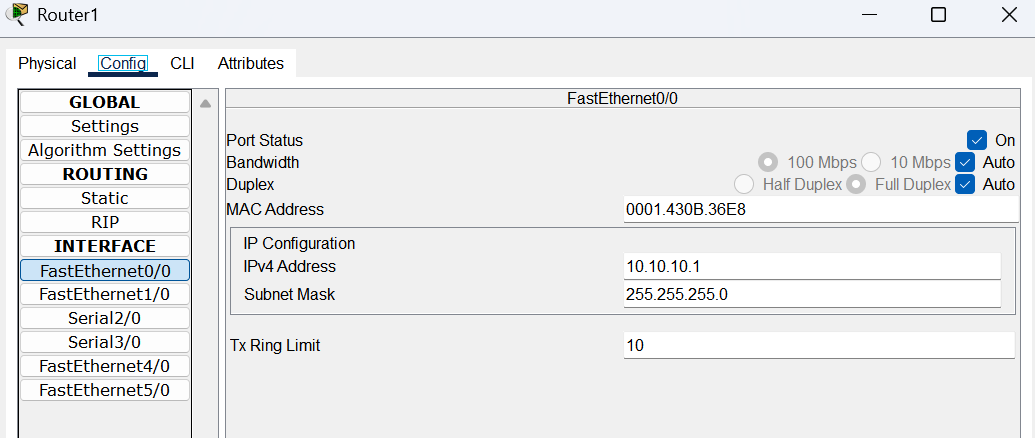 Router1
Physical Config CLI Attributes
GLOBAL
Settings
Algorithm Settings
ROUTING
Static
RIP
INTERFACE
FastEthernet0/0
FastEthernet1/0
Serial2/0
Serial3/0
FastEthernet4/0
FastEthernet5/0
FastEthernet0/0
Port Status On
Bandwidth 100 Mbps 10 Mbps Auto
Duplex Half Duplex Full Duplex Auto
MAC Address 0001.430B.36E8
IP Configuration
IPv4 Address 10.10.10.1
Subnet Mask 255.255.255.0
Tx Ring Limit 10